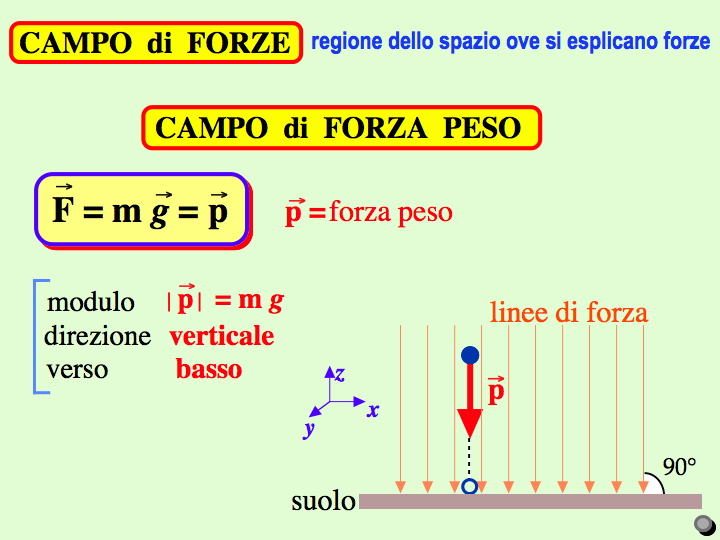 CAMPO di FORZE regione dello spazio ove si esplicano forze
CAMPO di FORZA PESO
F⃗ = m g⃗ = p⃗ p⃗ = forza peso
modulo |p⃗| = m g
direzione verticale
verso basso
linee di forza
p⃗
z
x
y
90°
suolo